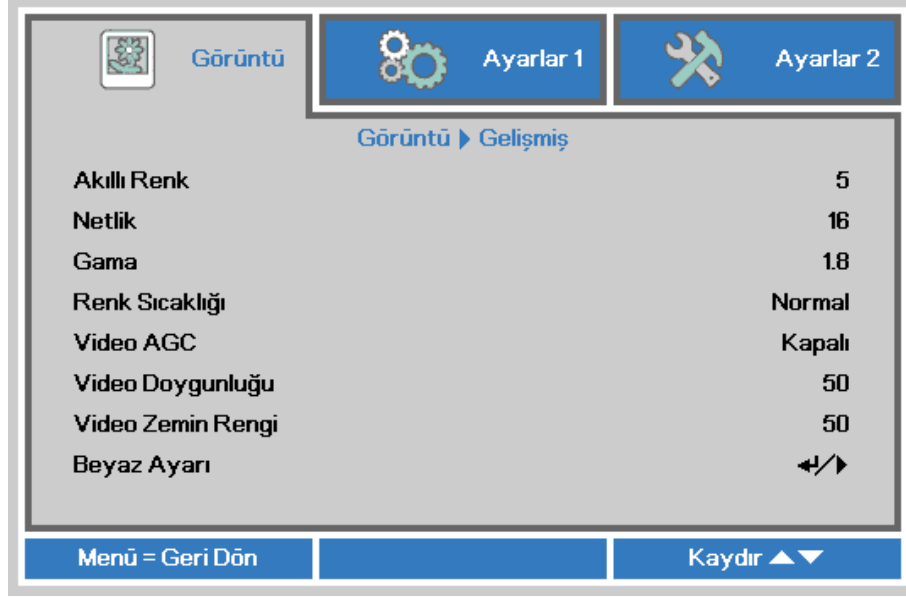 Görüntü
Ayarlar 1
Ayarlar 2
Görüntü ▶ Gelişmiş
Akıllı Renk 5
Netlik 16
Gama 1.8
Renk Sıcaklığı Normal
Video AGC Kapalı
Video Doygunluğu 50
Video Zemin Rengi 50
Beyaz Ayarı ↵/▶
Menü = Geri Dön
Kaydır ▲▼